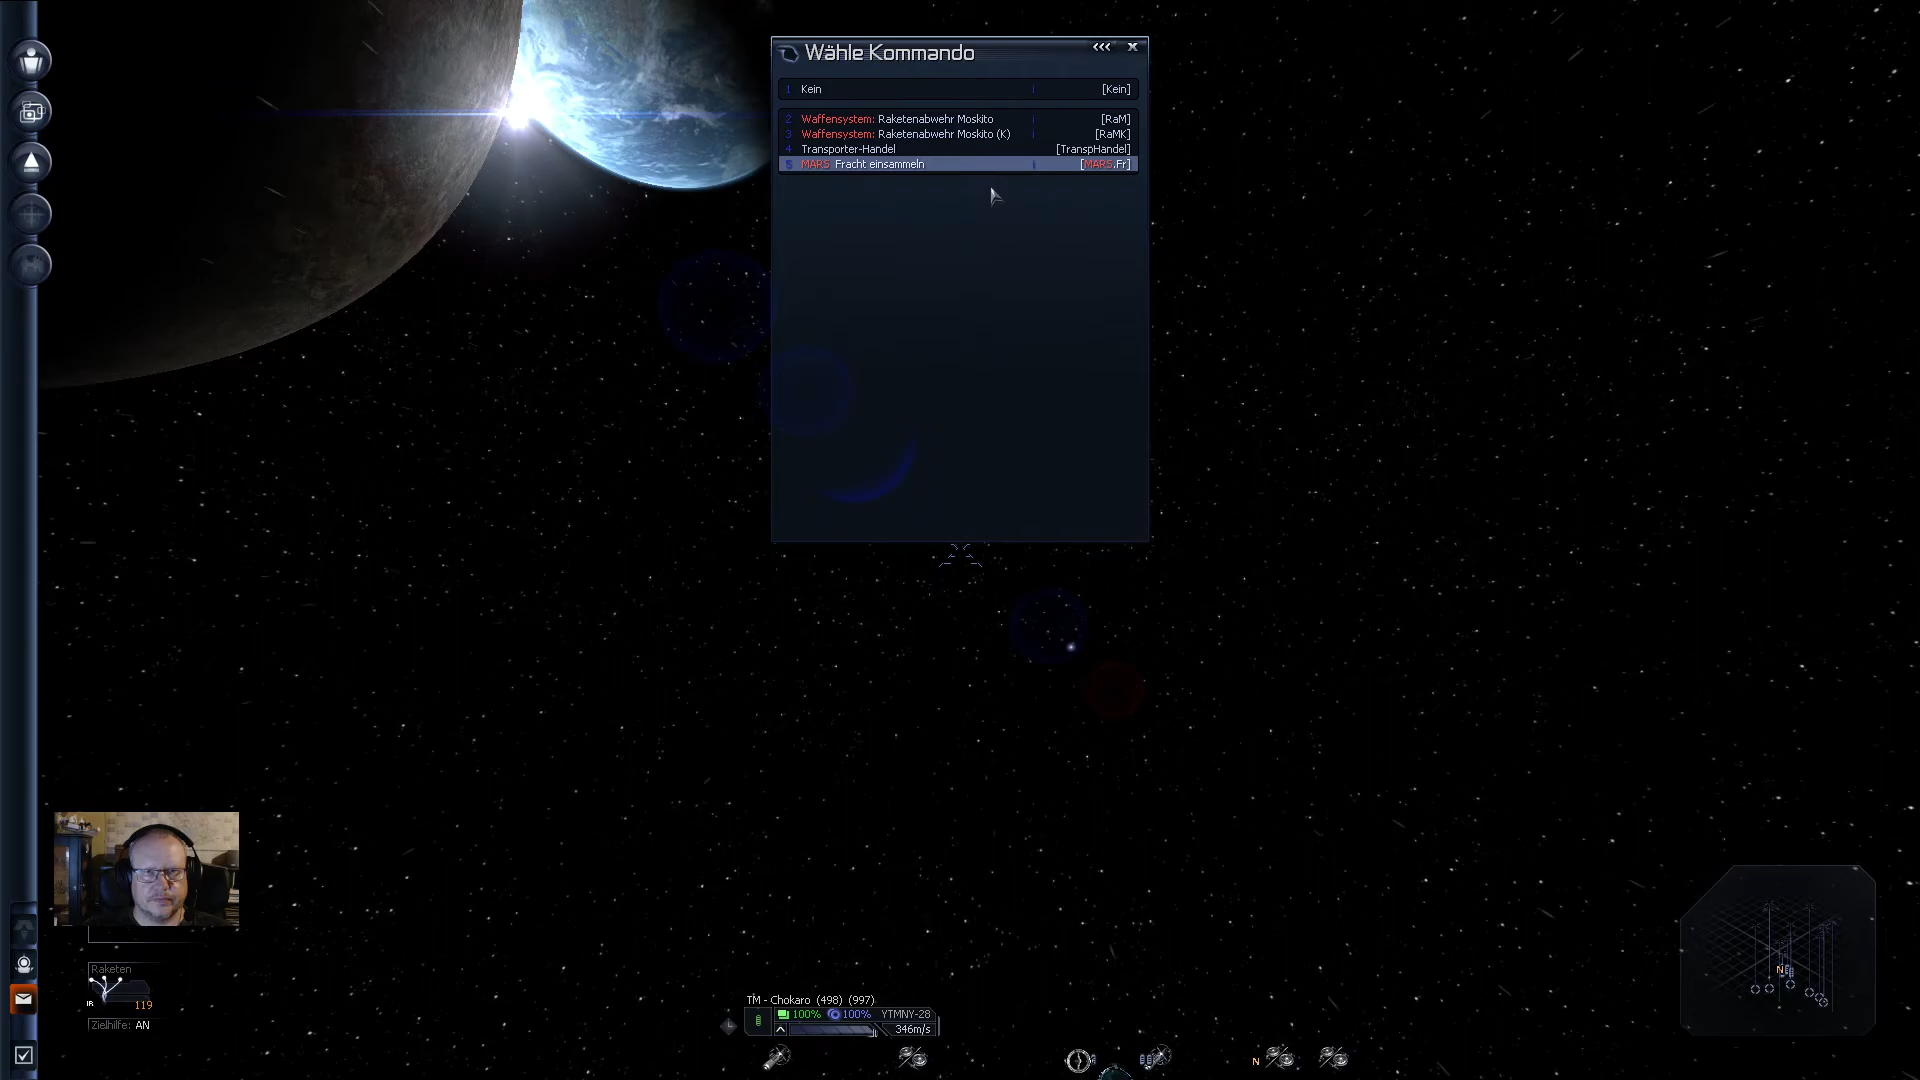 Wähle Kommando
1 Kein [Kein]
2 Waffensystem: Raketenabwehr Moskito [RaM]
3 Waffensystem: Raketenabwehr Moskito (K) [RaMK]
4 Transporter-Handel [TranspHandel]
5 MARS Fracht einsammeln [MARS.Fr]
Raketen
IR 119
Zielhilfe: AN
TM - Chokaro (498) (997)
100% 100% YTMNY-28
346m/s
N
N